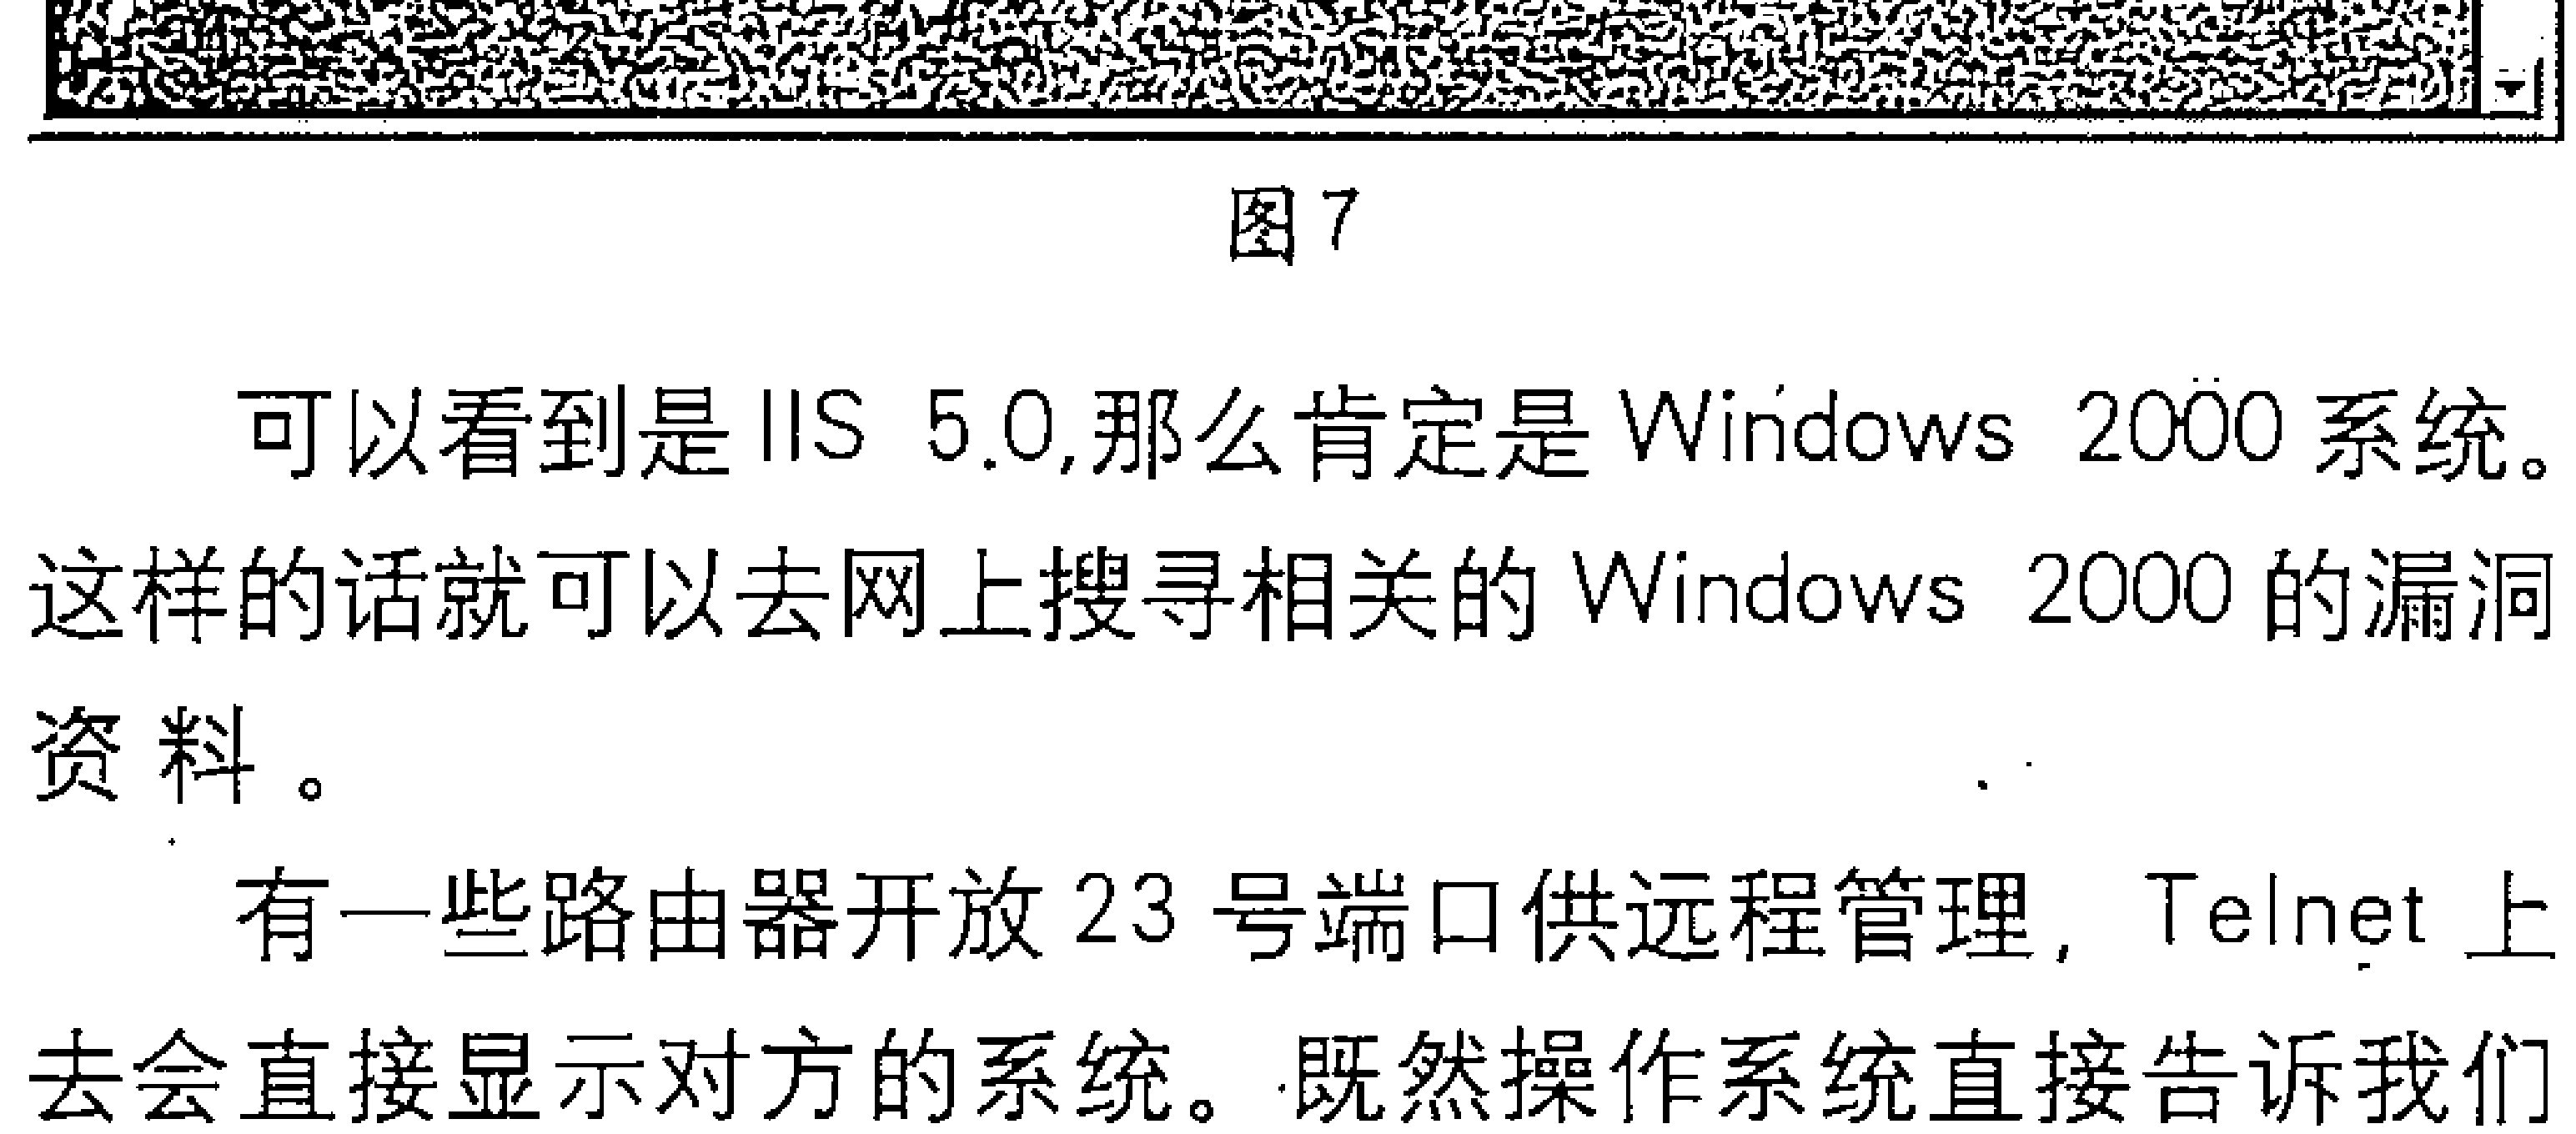 图7
可以看到是IIS 5.0,那么肯定是Windows 2000系统。
这样的话就可以去网上搜寻相关的Windows 2000的漏洞
资料。
有一些路由器开放23号端口供远程管理, Telnet上
去会直接显示对方的系统。既然操作系统直接告诉我们